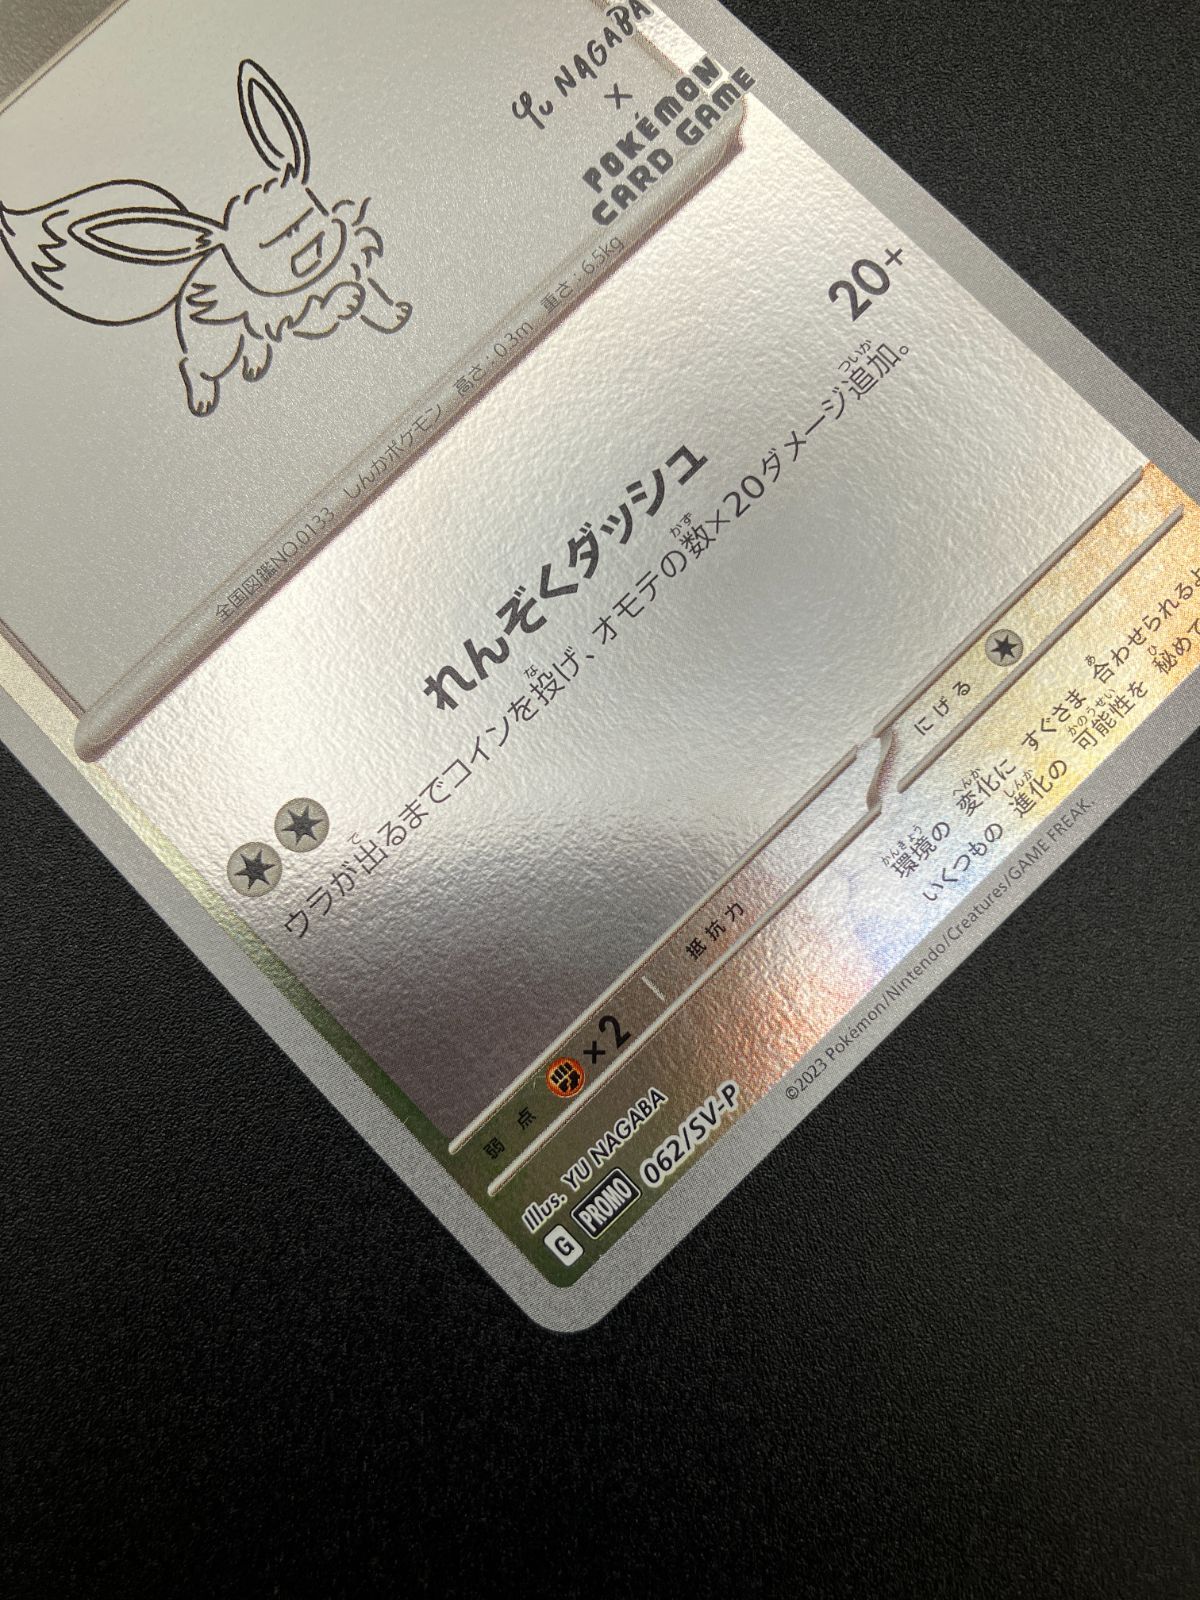 Yu NAGABA
×
POKÉMON
CARD GAME
全国図鑑NO.0133 しんかポケモン 高さ：0.3m 重さ：6.5kg
れんぞくダッシュ 20+
ウラが出るまでコインを投げ、オモテの数×20ダメージ追加。
弱点 ×2 抵抗力 にげる
Illus. YU NAGABA
G PROMO 062/SV-P
環境の 変化に すぐさま 合わせられるよ
いくつもの 進化の 可能性を 秘めて
©2023 Pokémon/Nintendo/Creatures/GAME FREAK.